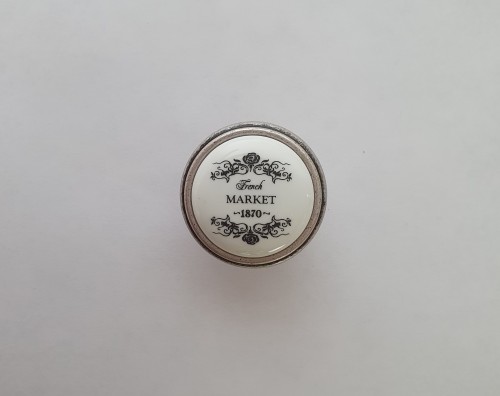 French
MARKET
~1870~